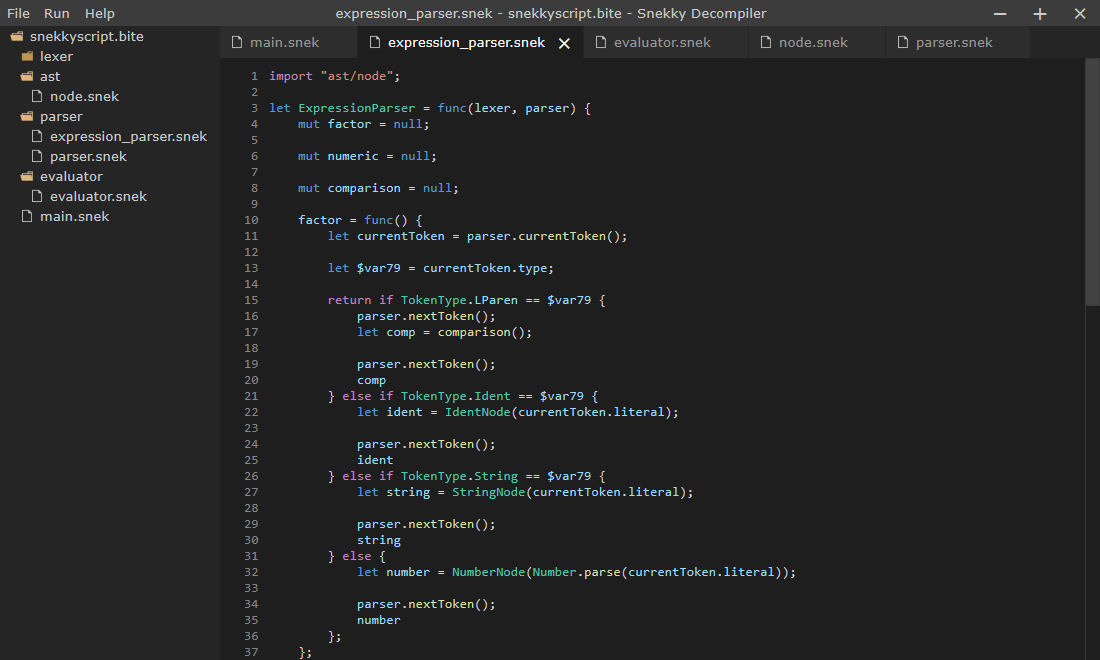 File Run Help expression_parser.snek - snekkyscript.bite - Snekky Decompiler
snekkyscript.bite
lexer
ast
node.snek
parser
expression_parser.snek
parser.snek
evaluator
evaluator.snek
main.snek
main.snek expression_parser.snek evaluator.snek node.snek parser.snek
1 import "ast/node";
2
3 let ExpressionParser = func(lexer, parser) {
4     mut factor = null;
5
6     mut numeric = null;
7
8     mut comparison = null;
9
10     factor = func() {
11         let currentToken = parser.currentToken();
12
13         let $var79 = currentToken.type;
14
15         return if TokenType.LParen == $var79 {
16             parser.nextToken();
17             let comp = comparison();
18
19             parser.nextToken();
20             comp
21         } else if TokenType.Ident == $var79 {
22             let ident = IdentNode(currentToken.literal);
23
24             parser.nextToken();
25             ident
26         } else if TokenType.String == $var79 {
27             let string = StringNode(currentToken.literal);
28
29             parser.nextToken();
30             string
31         } else {
32             let number = NumberNode(Number.parse(currentToken.literal));
33
34             parser.nextToken();
35             number
36         };
37     };